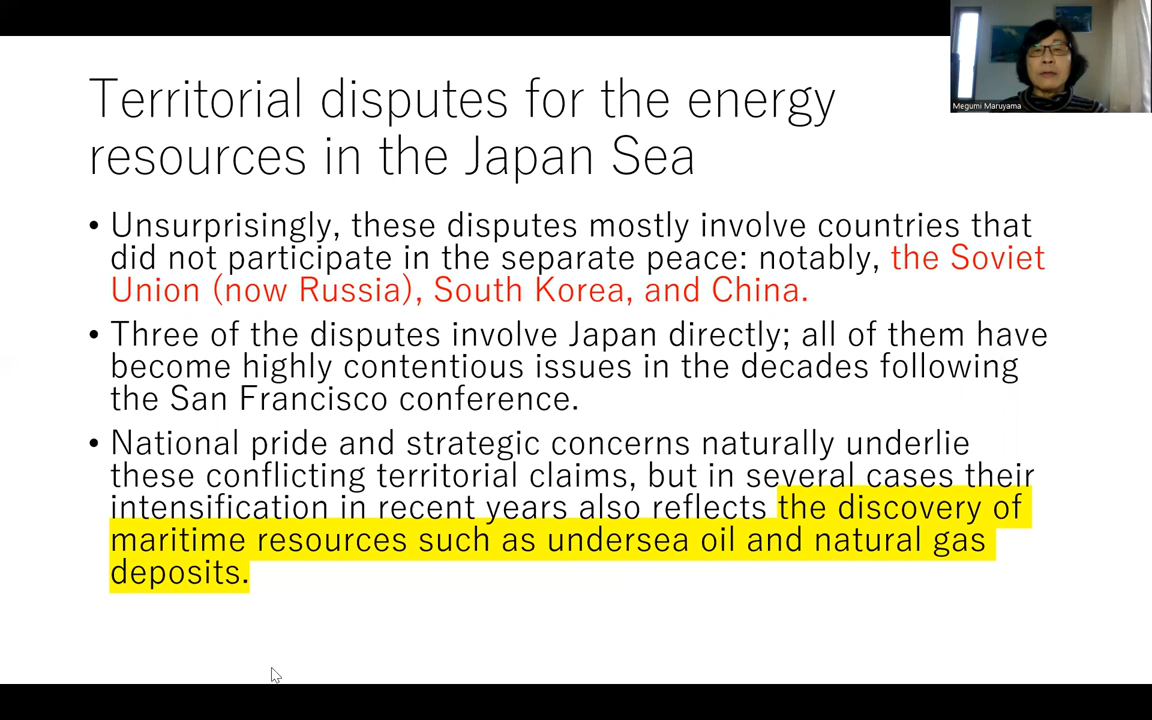 Territorial disputes for the energy
resources in the Japan Sea
Megumi Maruyama
• Unsurprisingly, these disputes mostly involve countries that
did not participate in the separate peace: notably, the Soviet
Union (now Russia), South Korea, and China.
• Three of the disputes involve Japan directly; all of them have
become highly contentious issues in the decades following
the San Francisco conference.
• National pride and strategic concerns naturally underlie
these conflicting territorial claims, but in several cases their
intensification in recent years also reflects the discovery of
maritime resources such as undersea oil and natural gas
deposits.